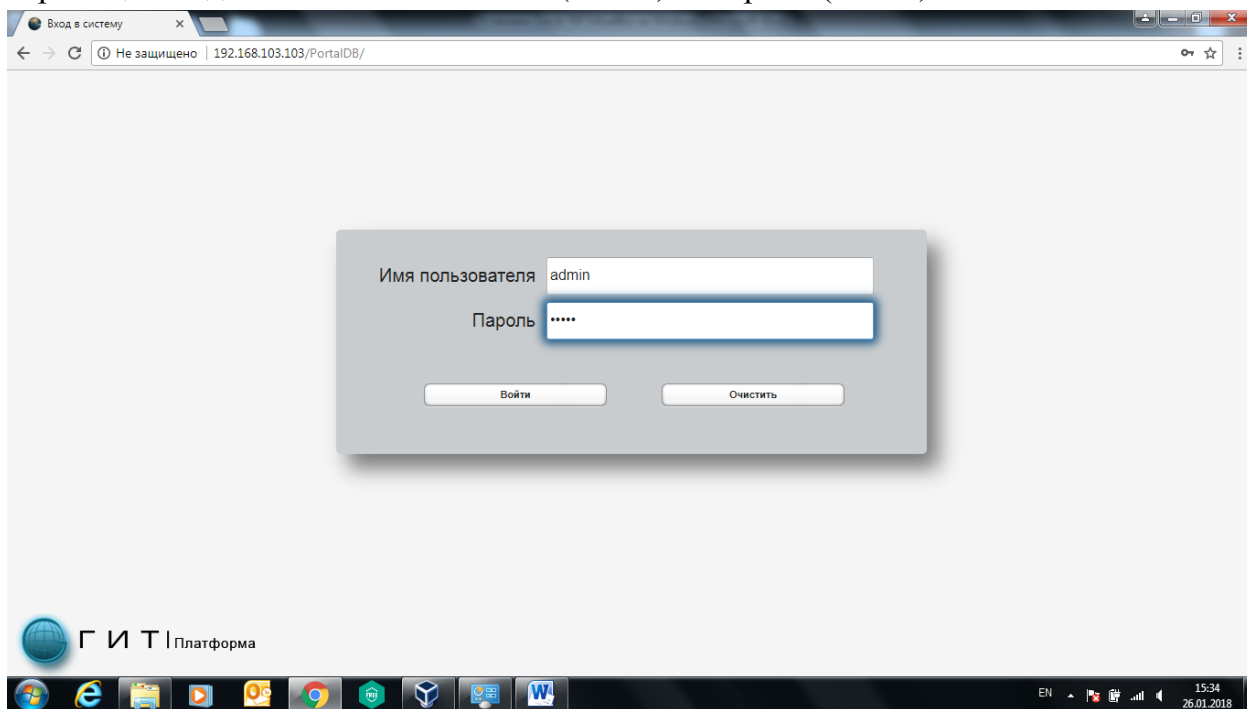 Вход в систему
Не защищено | 192.168.103.103/PortalDB/
Имя пользователя admin
Пароль •••••
Войти Очистить
ГИТ | Платформа
EN 15:34
26.01.2018